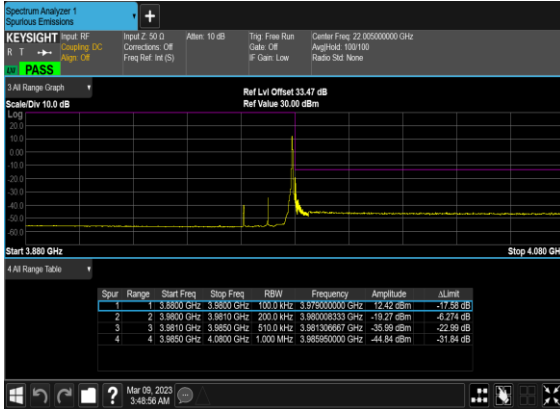 Spectrum Analyzer 1
Spurious Emissions
+
KEYSIGHT Input: RF Input Z: 50 Ω Atten: 10 dB Trig: Free Run Center Freq: 22.005000000 GHz
R T Coupling: DC Corrections: Off Gate: Off Avg|Hold: 100/100
Align: Off Freq Ref: Int (S) IF Gain: Low Radio Std: None
PASS
3 All Range Graph
Ref Lvl Offset 33.47 dB
Scale/Div 10.0 dB Ref Value 30.00 dBm
Log
20.0
10.0
0.00
-10.0
-20.0
-30.0
-40.0
-50.0
-60.0
Start 3.880 GHz Stop 4.080 GH
4 All Range Table
Spur Range Start Freq Stop Freq RBW Frequency Amplitude ΔLimit
1 1 3.8800 GHz 3.9800 GHz 100.0 kHz 3.979000000 GHz 12.42 dBm -17.58 dB
2 2 3.9800 GHz 3.9810 GHz 200.0 kHz 3.980008333 GHz -19.27 dBm -6.274 dB
3 3 3.9810 GHz 3.9850 GHz 510.0 kHz 3.981306667 GHz -35.99 dBm -22.99 dB
4 4 3.9850 GHz 4.0800 GHz 1.000 MHz 3.985950000 GHz -44.84 dBm -31.84 dB
? Mar 09, 2023
3:48:56 AM